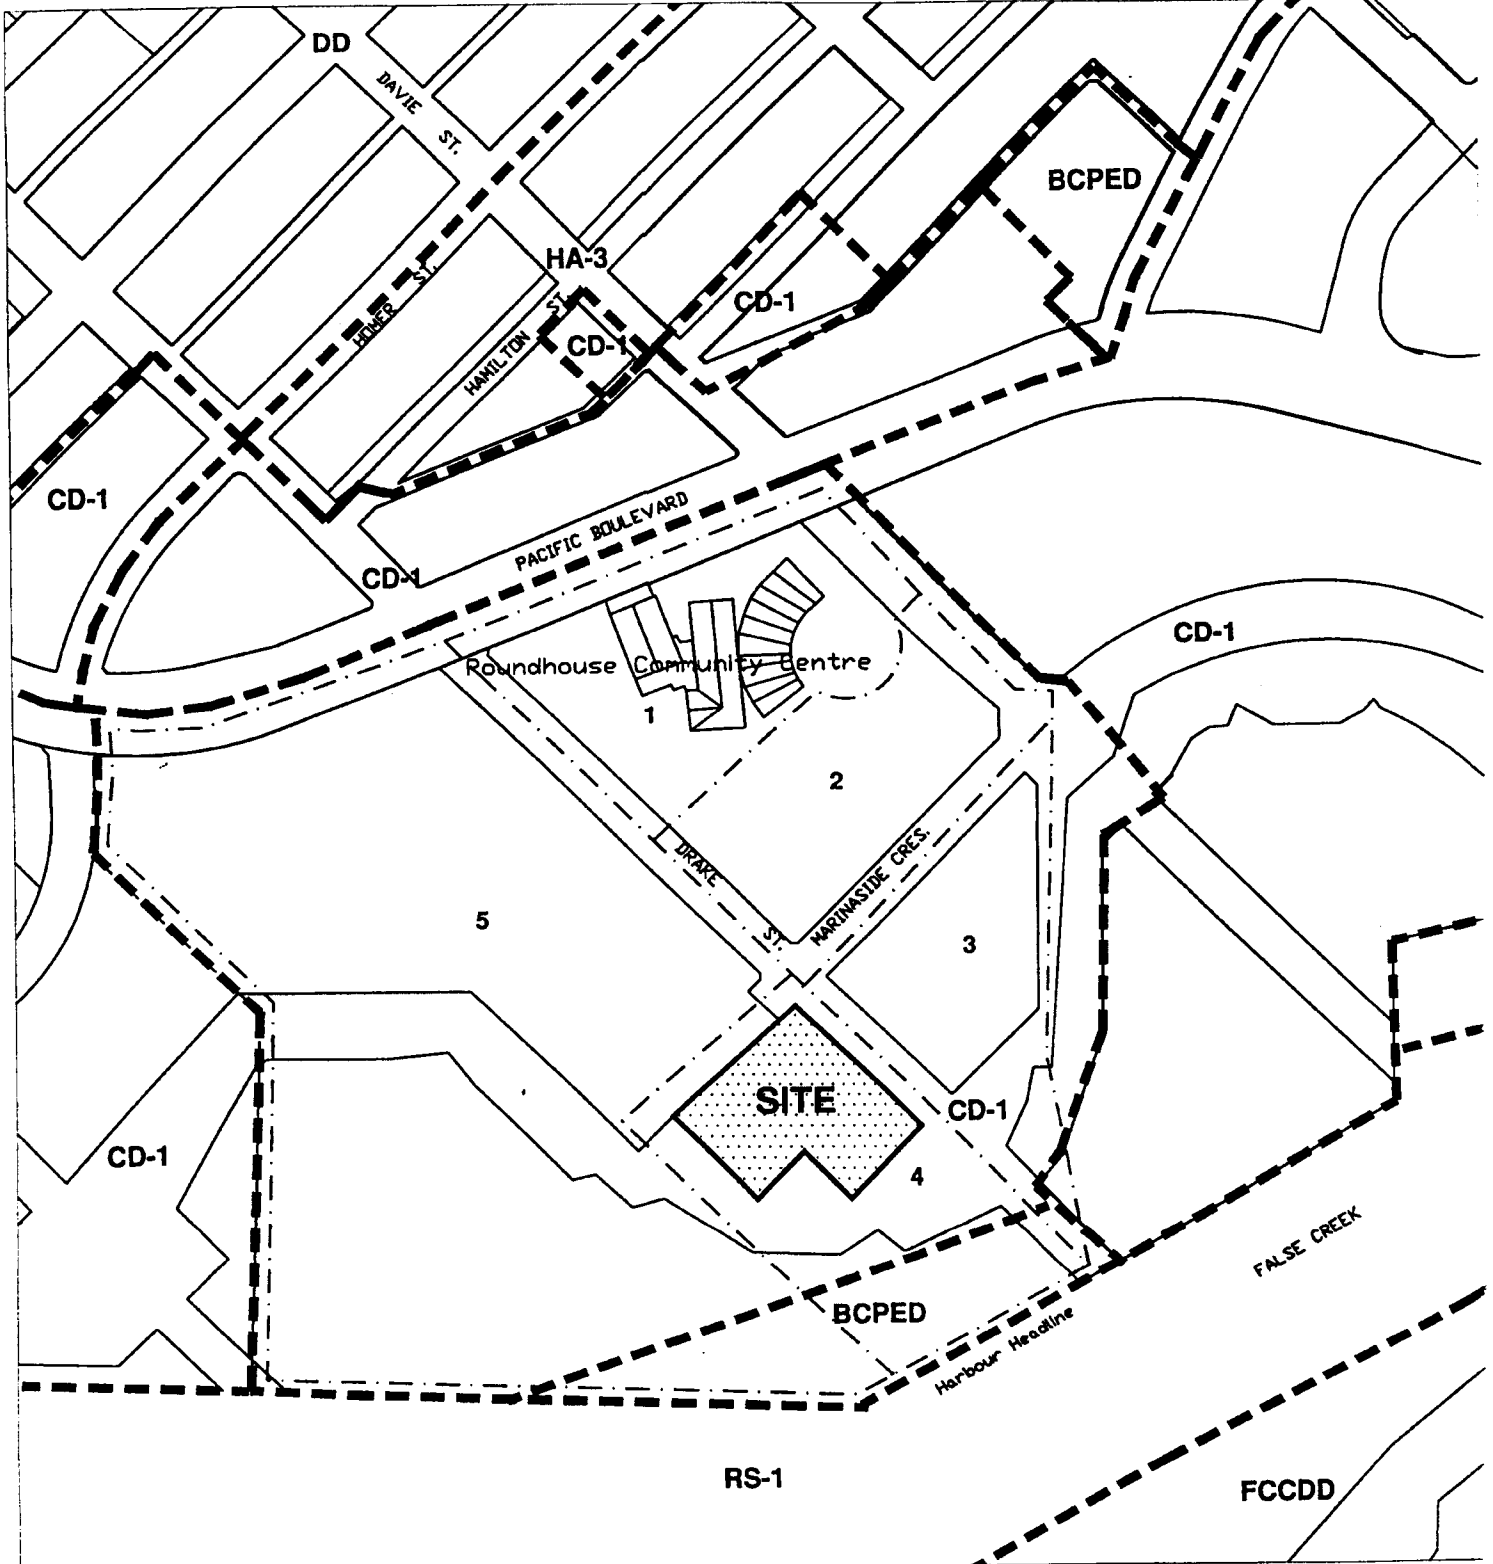 DD
DAVIE ST.
BCPED
HA-3
HOMER ST.
HAMILTON ST.
CD-1
CD-1
CD-1
PACIFIC BOULEVARD
CD-1
CD-1
Roundhouse Community Centre
1
2
DRAKE ST.
MARINASIDE CRES.
5
3
SITE
CD-1
CD-1
4
FALSE CREEK
BCPED
Harbour Headline
RS-1
FCCDD